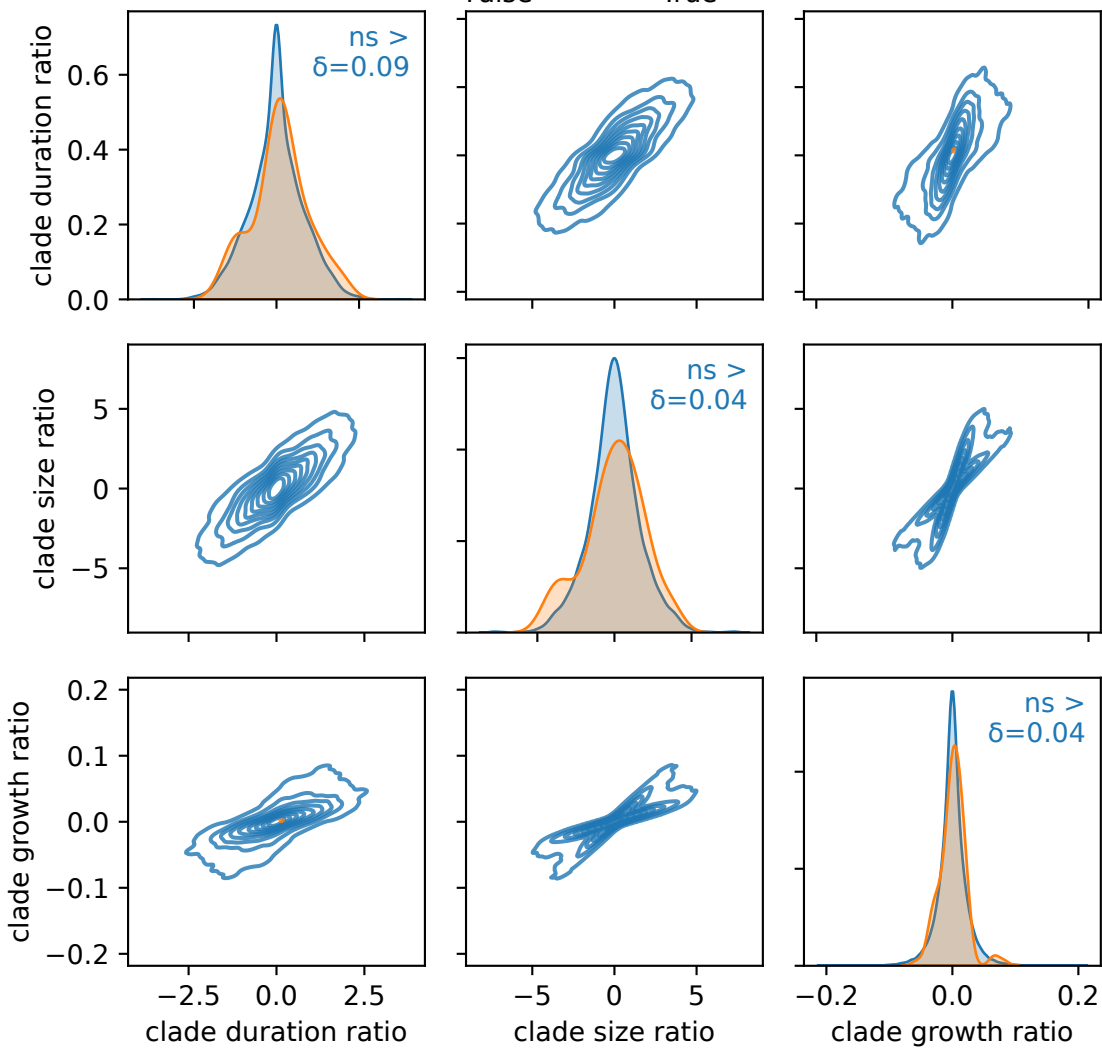 clade duration ratio
0.6
0.4
0.2
0.0
ns >
δ=0.09
clade size ratio
5
0
−5
ns >
δ=0.04
clade growth ratio
0.2
0.1
0.0
−0.1
−0.2
ns >
δ=0.04
−2.5 0.0 2.5
clade duration ratio
−5 0 5
clade size ratio
−0.2 0.0 0.2
clade growth ratio